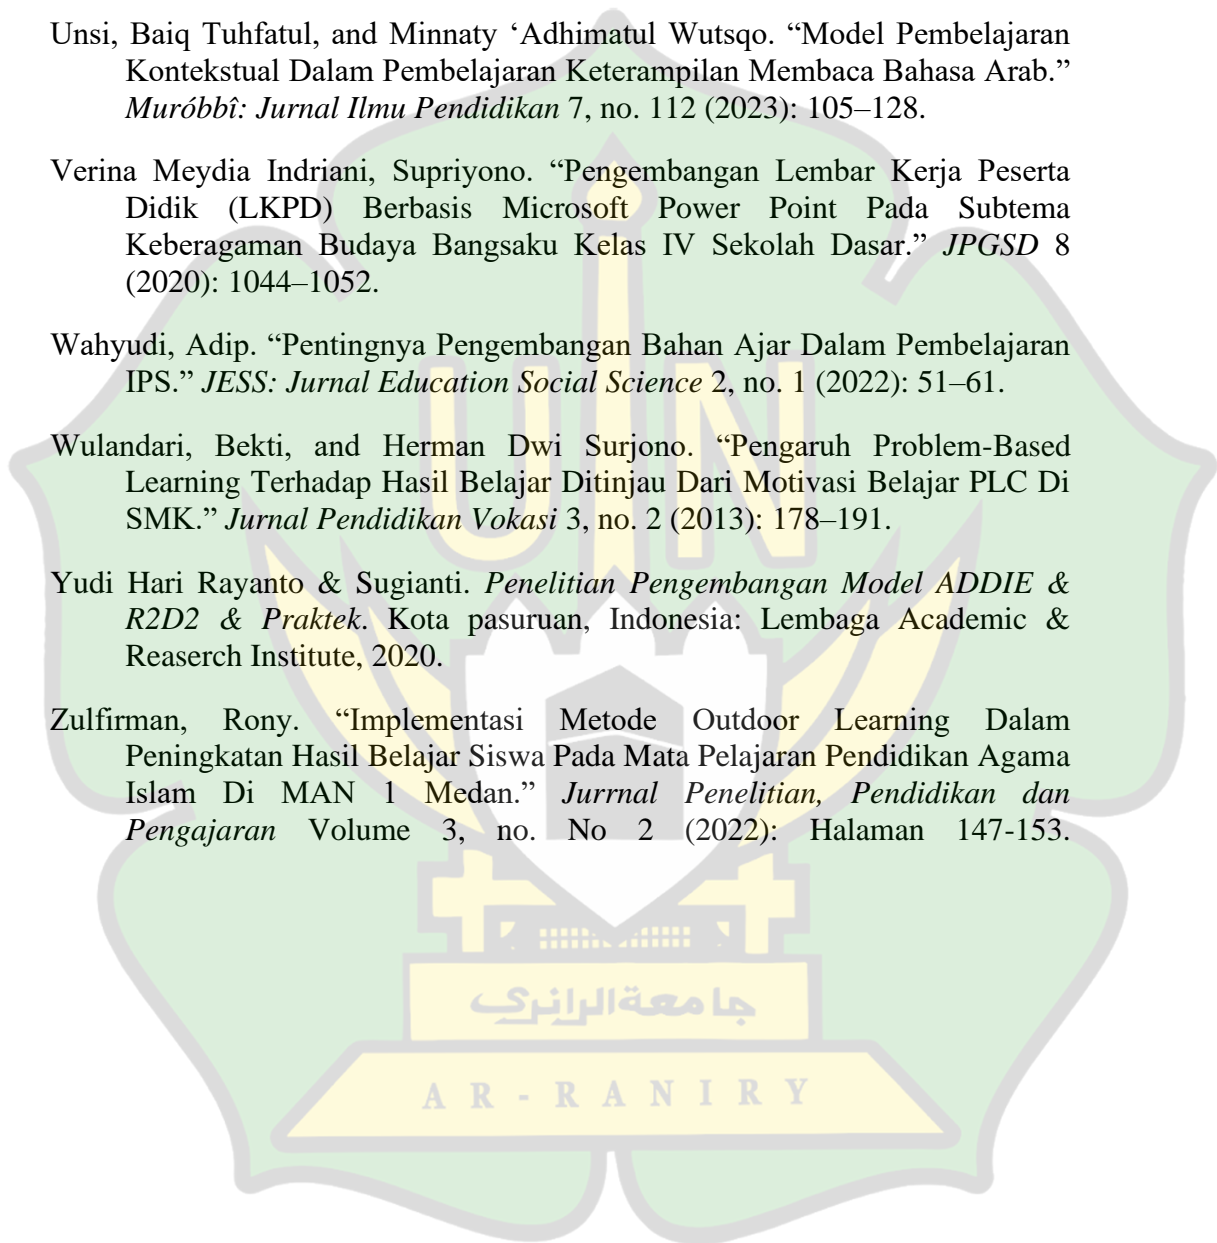 Unsi, Baiq Tuhfatul, and Minnaty ‘Adhimatul Wutsqo. “Model Pembelajaran
Kontekstual Dalam Pembelajaran Keterampilan Membaca Bahasa Arab.”
Muróbbî: Jurnal Ilmu Pendidikan 7, no. 112 (2023): 105–128.
Verina Meydia Indriani, Supriyono. “Pengembangan Lembar Kerja Peserta
Didik (LKPD) Berbasis Microsoft Power Point Pada Subtema
Keberagaman Budaya Bangsaku Kelas IV Sekolah Dasar.” JPGSD 8
(2020): 1044–1052.
Wahyudi, Adip. “Pentingnya Pengembangan Bahan Ajar Dalam Pembelajaran
IPS.” JESS: Jurnal Education Social Science 2, no. 1 (2022): 51–61.
Wulandari, Bekti, and Herman Dwi Surjono. “Pengaruh Problem-Based
Learning Terhadap Hasil Belajar Ditinjau Dari Motivasi Belajar PLC Di
SMK.” Jurnal Pendidikan Vokasi 3, no. 2 (2013): 178–191.
Yudi Hari Rayanto & Sugianti. Penelitian Pengembangan Model ADDIE &
R2D2 & Praktek. Kota pasuruan, Indonesia: Lembaga Academic &
Reaserch Institute, 2020.
Zulfirman, Rony. “Implementasi Metode Outdoor Learning Dalam
Peningkatan Hasil Belajar Siswa Pada Mata Pelajaran Pendidikan Agama
Islam Di MAN 1 Medan.” Jurrnal Penelitian, Pendidikan dan
Pengajaran Volume 3, no. No 2 (2022): Halaman 147-153.
UIN
جامعةالرانري
AR-RANIRY